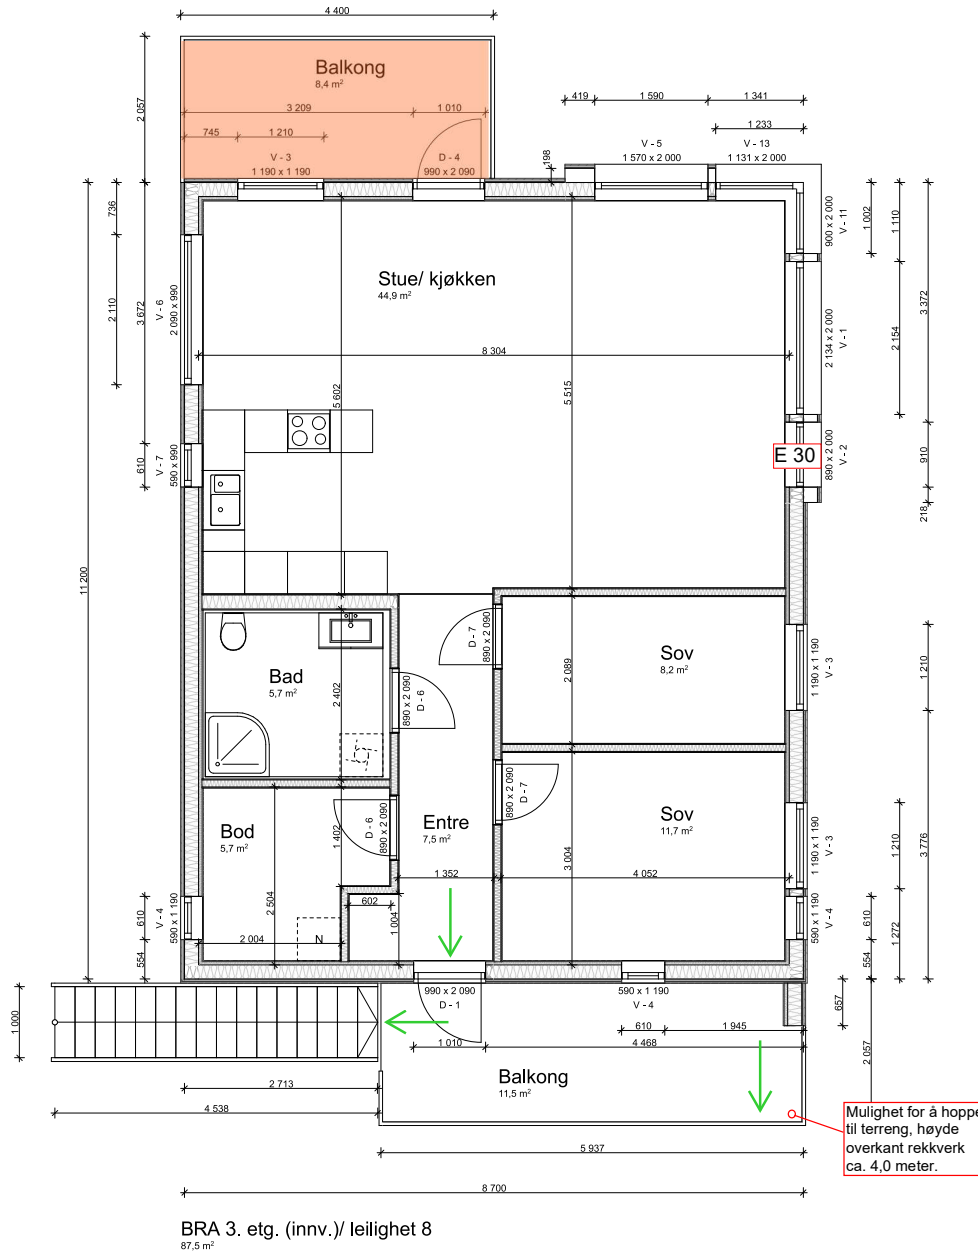 4 400
Balkong
8,4 m²
2 057
3 209
1 010
745
1 210
V - 3
1 190 x 1 190
D - 4
990 x 2 090
419
1 590
1 341
1 233
V - 5
1 570 x 2 000
V - 13
1 131 x 2 000
198
736
2 110
3 672
V - 6
2 090 x 990
610
V - 7
590 x 990
11 200
Stue/ kjøkken
44,9 m²
8 304
5 602
5 515
900 x 2 000
V - 11
1 002
1 110
3 372
2 134 x 2 000
V - 1
2 154
E 30
890 x 2 000
V - 2
910
218
Bad
5,7 m²
2 402
890 x 2 090
D - 6
D - 7
890 x 2 090
Sov
8,2 m²
2 089
1 190 x 1 190
V - 3
1 210
Bod
5,7 m²
1 402
D - 6
890 x 2 090
Entre
7,5 m²
890 x 2 090
D - 7
Sov
11,7 m²
3 004
1 190 x 1 190
V - 3
1 210
3 776
1 352
4 052
602
1 004
2 504
2 004
N
610
V - 4
590 x 1 190
554
590 x 1 190
V - 4
610
1 272
554
990 x 2 090
D - 1
590 x 1 190
V - 4
657
1 000
610
1 945
1 010
4 468
2 057
Balkong
11,5 m²
2 713
4 538
Mulighet for å hoppe
til terreng, høyde
overkant rekkverk
ca. 4,0 meter.
5 937
8 700
BRA 3. etg. (innv.)/ leilighet 8
87,5 m²